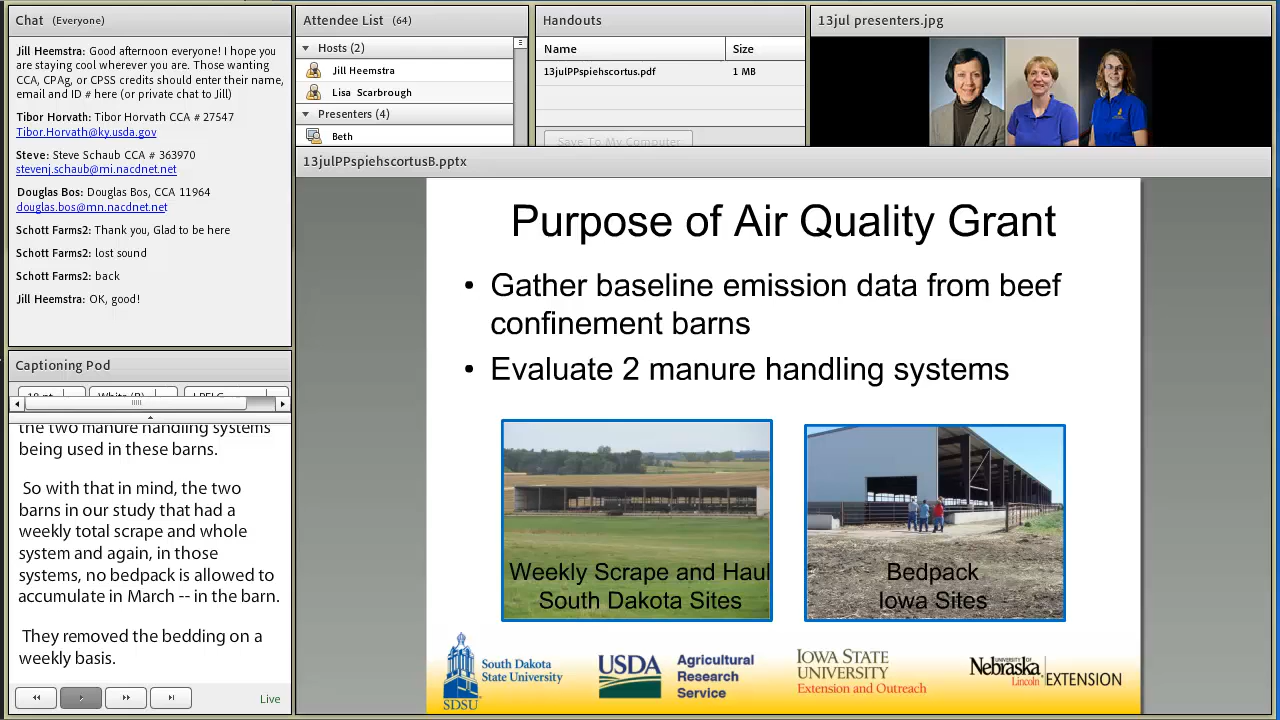 Chat (Everyone)
Jill Heemstra: Good afternoon everyone! I hope you
are staying cool wherever you are. Those wanting
CCA, CPAg, or CPSS credits should enter their name,
email and ID # here (or private chat to Jill)
Tibor Horvath: Tibor Horvath CCA # 27547
Tibor.Horvath@ky.usda.gov
Steve: Steve Schaub CCA # 363970
stevenj.schaub@mi.nacdnet.net
Douglas Bos: Douglas Bos, CCA 11964
douglas.bos@mn.nacdnet.net
Schott Farms2: Thank you, Glad to be here
Schott Farms2: lost sound
Schott Farms2: back
Jill Heemstra: OK, good!
Attendee List (64)
Hosts (2)
Jill Heemstra
Lisa Scarbrough
Presenters (4)
Beth
Handouts
Name Size
13julPPspiehscortus.pdf 1 MB
Save To My Computer
13jul presenters.jpg
Captioning Pod
the two manure handling systems
being used in these barns.
So with that in mind, the two
barns in our study that had a
weekly total scrape and whole
system and again, in those
systems, no bedpack is allowed to
accumulate in March -- in the barn.
They removed the bedding on a
weekly basis.
Live
13julPPspiehscortusB.pptx
Purpose of Air Quality Grant
• Gather baseline emission data from beef
confinement barns
• Evaluate 2 manure handling systems
Weekly Scrape and Haul
South Dakota Sites
Bedpack
Iowa Sites
SDSU
South Dakota
State University
USDA
Agricultural
Research
Service
IOWA STATE
UNIVERSITY
Extension and Outreach
UNIVERSITY OF
Nebraska
Lincoln
EXTENSION